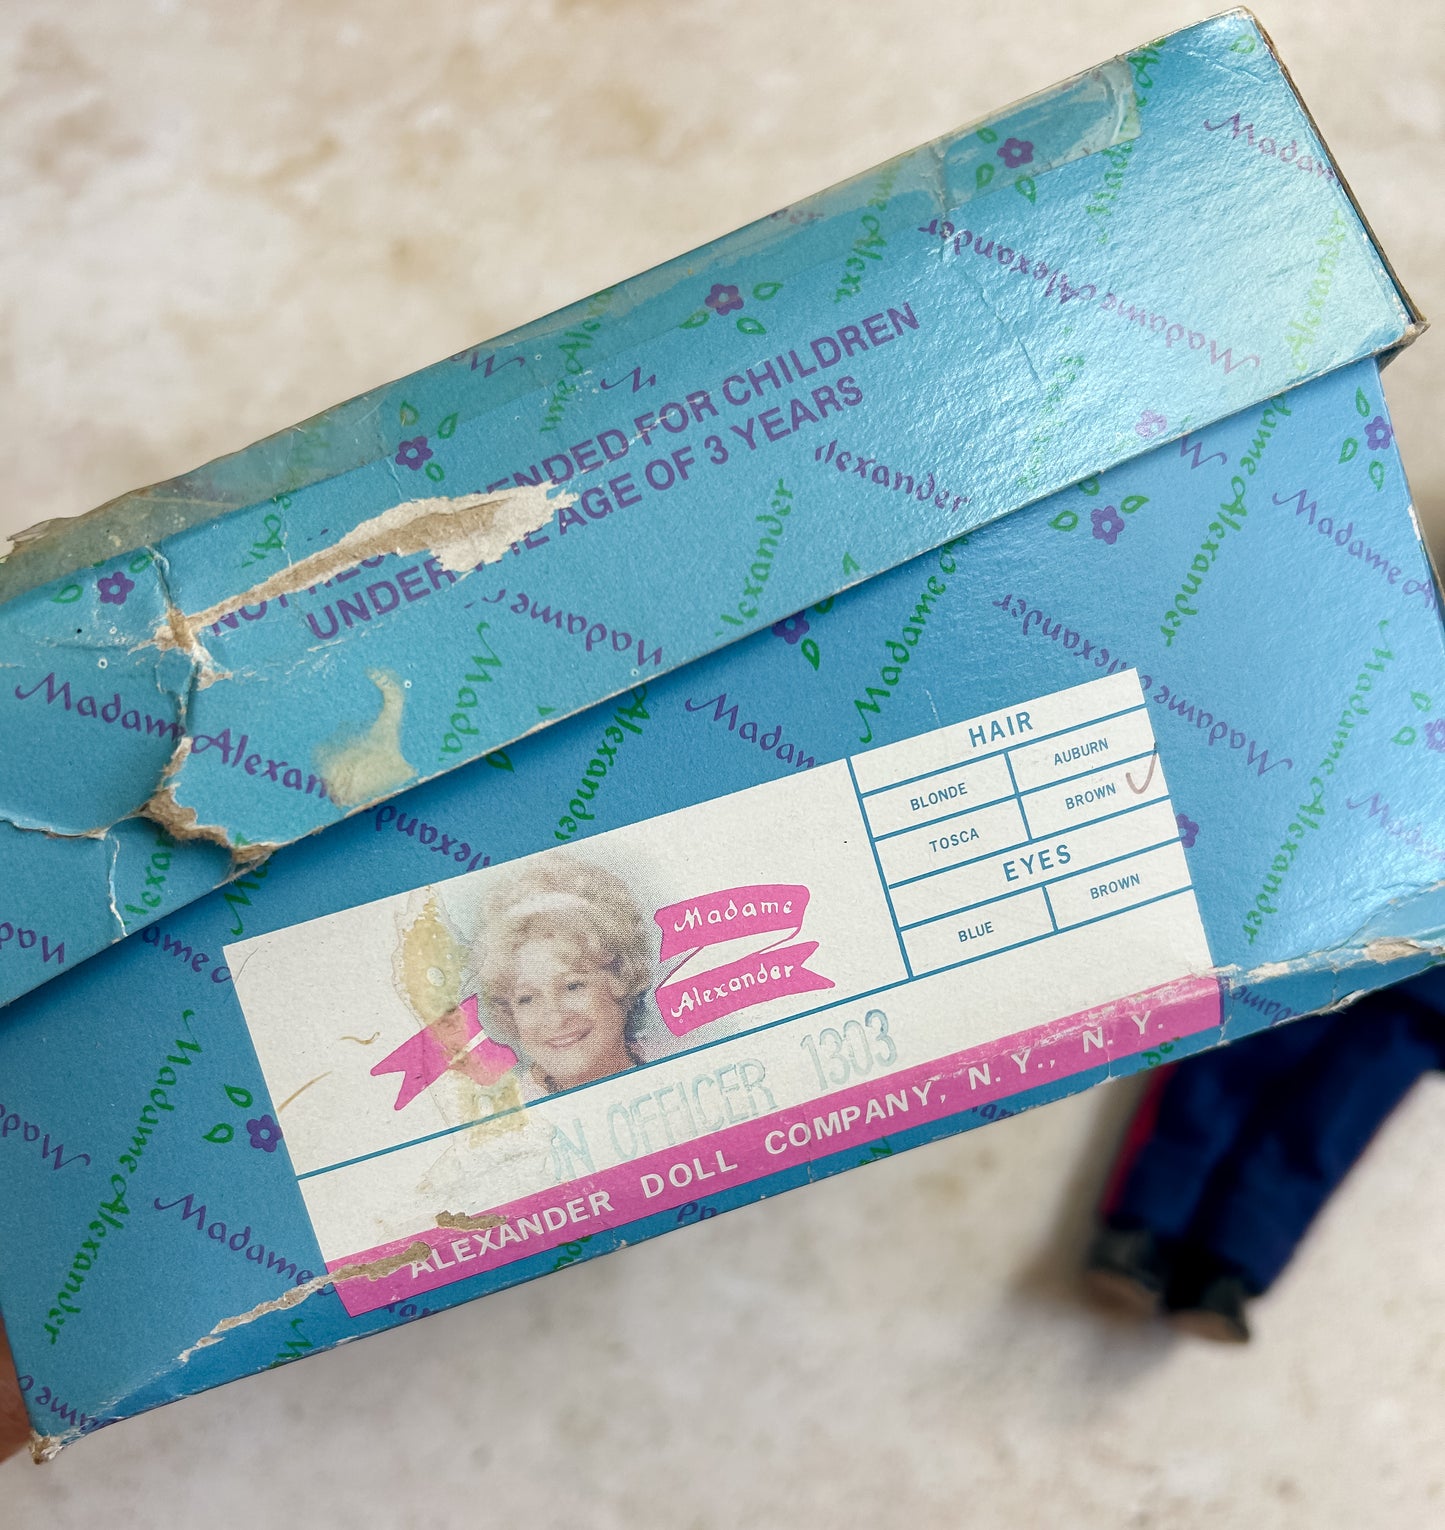 NOT RECOMMENDED FOR CHILDREN
UNDER THE AGE OF 3 YEARS
Madame Alexander
HAIR
BLONDE
AUBURN
TOSCA
BROWN
EYES
BLUE
BROWN
Madame
Alexander
ON OFFICER 1303
ALEXANDER DOLL COMPANY, N. Y., N. Y.